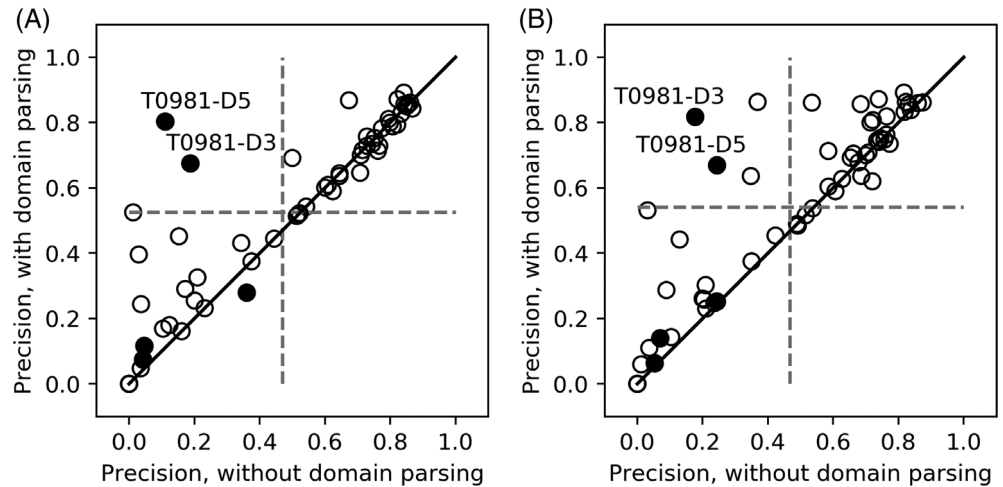 (A)
Precision, with domain parsing
1.0
0.8
0.6
0.4
0.2
0.0
T0981-D5
T0981-D3
0.0 0.2 0.4 0.6 0.8 1.0
Precision, without domain parsing
(B)
Precision, with domain parsing
1.0
0.8
0.6
0.4
0.2
0.0
T0981-D3
T0981-D5
0.0 0.2 0.4 0.6 0.8 1.0
Precision, without domain parsing